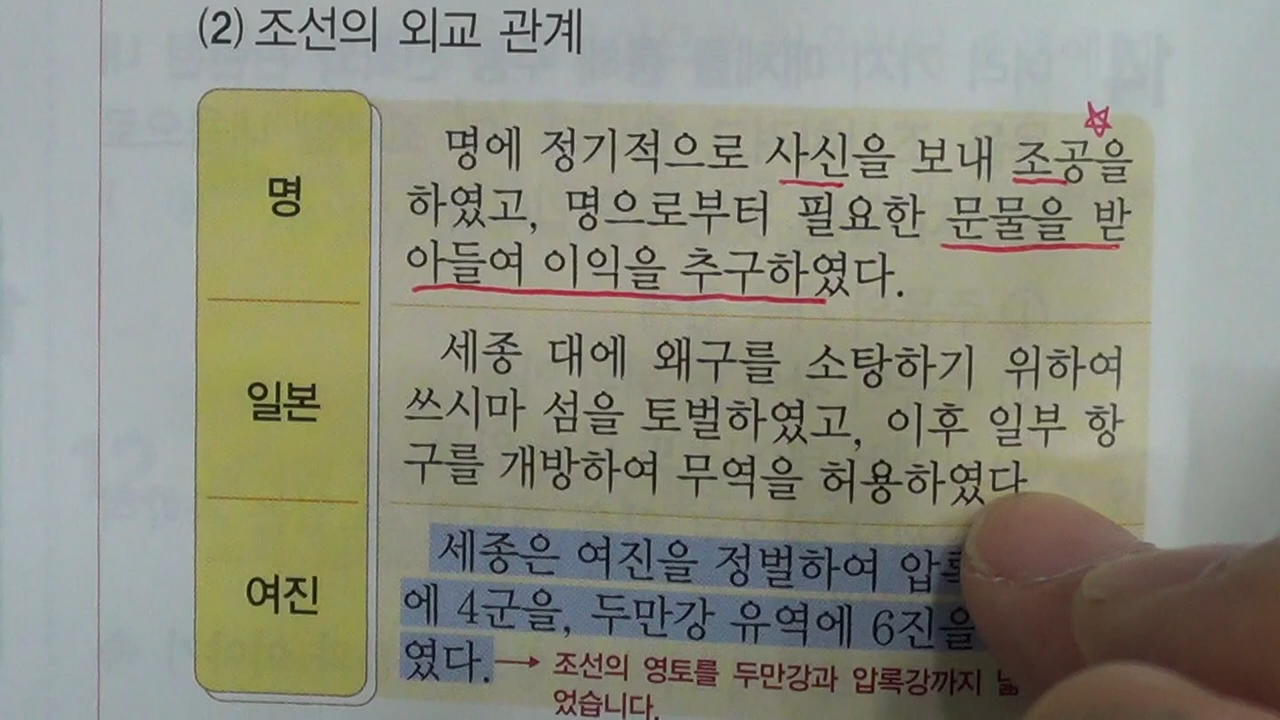 (2) 조선의 외교 관계
명
명에 정기적으로 사신을 보내 조공을
하였고, 명으로부터 필요한 문물을 받
아들여 이익을 추구하였다.
일본
세종 대에 왜구를 소탕하기 위하여
쓰시마 섬을 토벌하였고, 이후 일부 항
구를 개방하여 무역을 허용하였다
여진
세종은 여진을 정벌하여
에 4군을, 두만강 유역에 6진을
였다.
조선의 영토를 두만강과 압록강까지
었습니다.